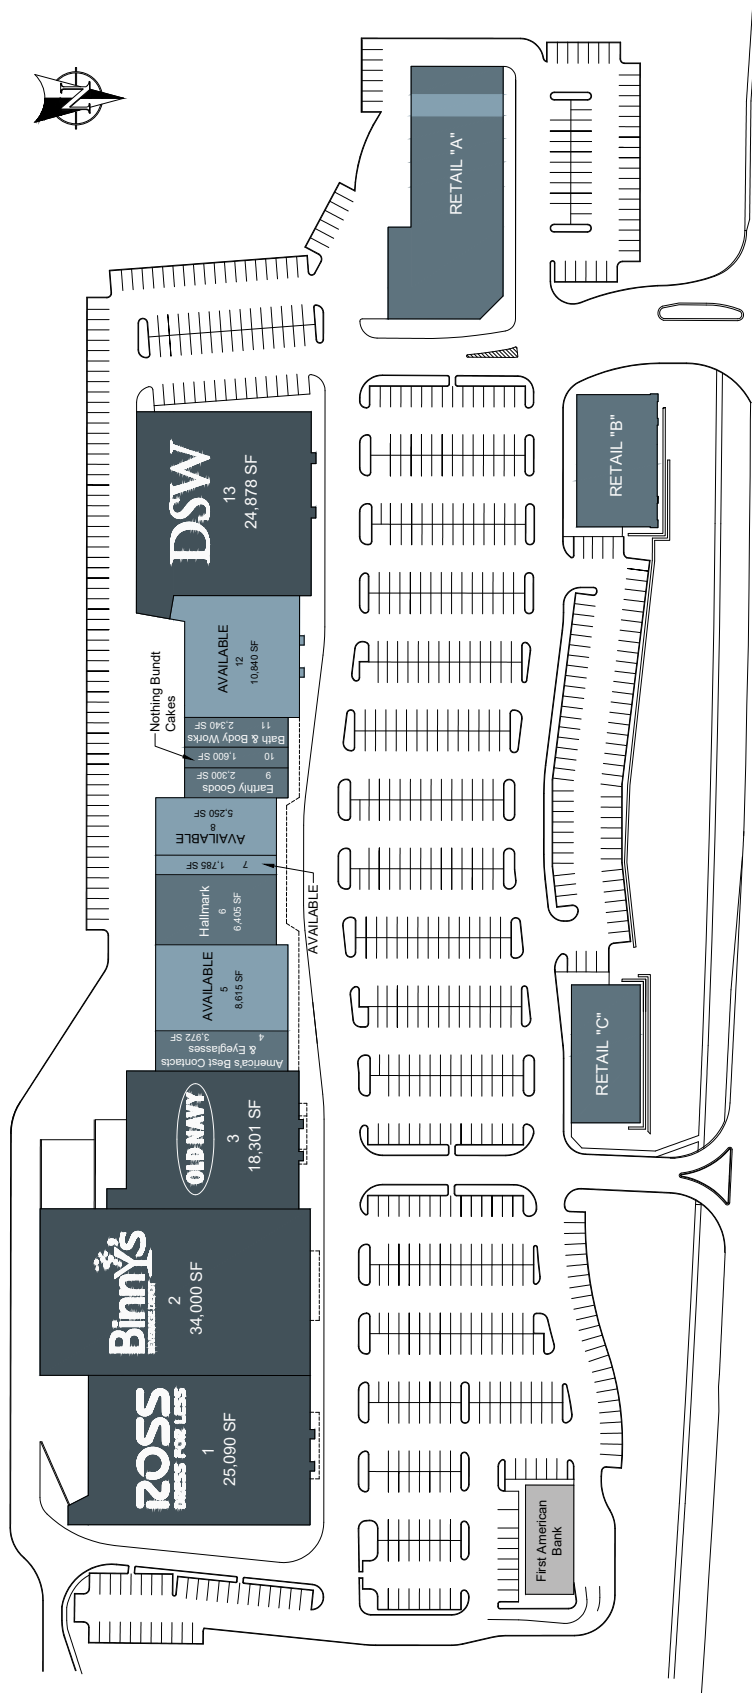 N
RETAIL "A"
DSW
13
24,878 SF
RETAIL "B"
AVAILABLE
12
10,840 SF
Nothing Bundt
Cakes
11
2,340 SF
Bath & Body Works
10
1,600 SF
9
2,300 SF
Earthly Goods
5,250 SF
8
AVAILABLE
7
1,785 SF
AVAILABLE
Hallmark
6
6,405 SF
AVAILABLE
5
8,615 SF
4
3,972 SF
& Eyeglasses
America's Best Contacts
RETAIL "C"
OLD NAVY
3
18,301 SF
Binny's
BEVERAGE DEPOT
2
34,000 SF
ROSS
DRESS FOR LESS
1
25,090 SF
First American
Bank